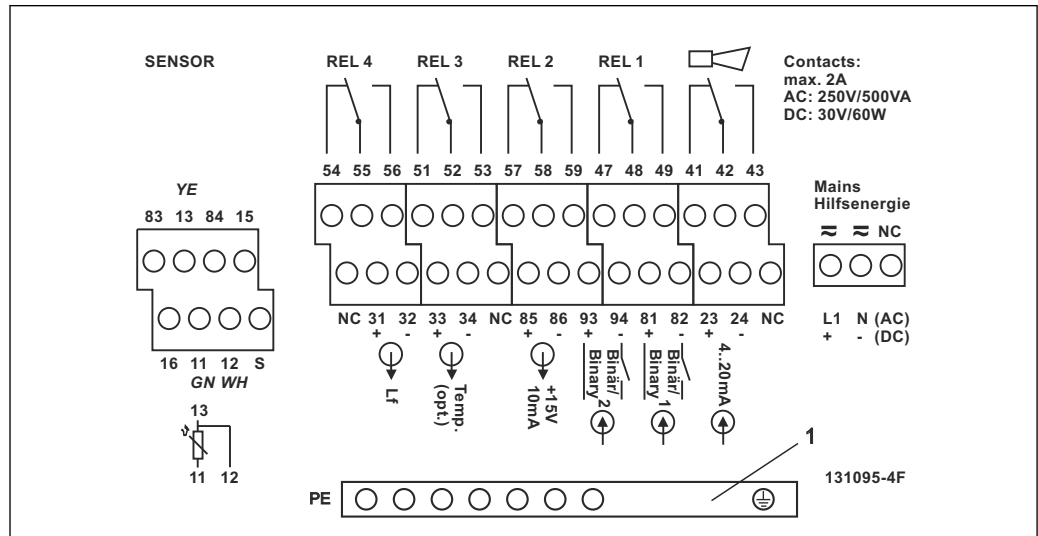 SENSOR
REL 4 REL 3 REL 2 REL 1
Contacts:
max. 2A
AC: 250V/500VA
DC: 30V/60W
54 55 56 51 52 53 57 58 59 47 48 49 41 42 43
YE
83 13 84 15
Mains
Hilfsenergie
≂ ≂ NC
NC 31 32 33 34 NC 85 86 93 94 81 82 23 24 NC
+ - + - + - + - + - + -
L1 N (AC)
+ - (DC)
16 11 12 S
GN WH
Lf
Temp.
(opt.)
+15V
10mA
Binär/
Binary 2
Binär/
Binary 1
4..20mA
13
11 12
1
PE
131095-4F